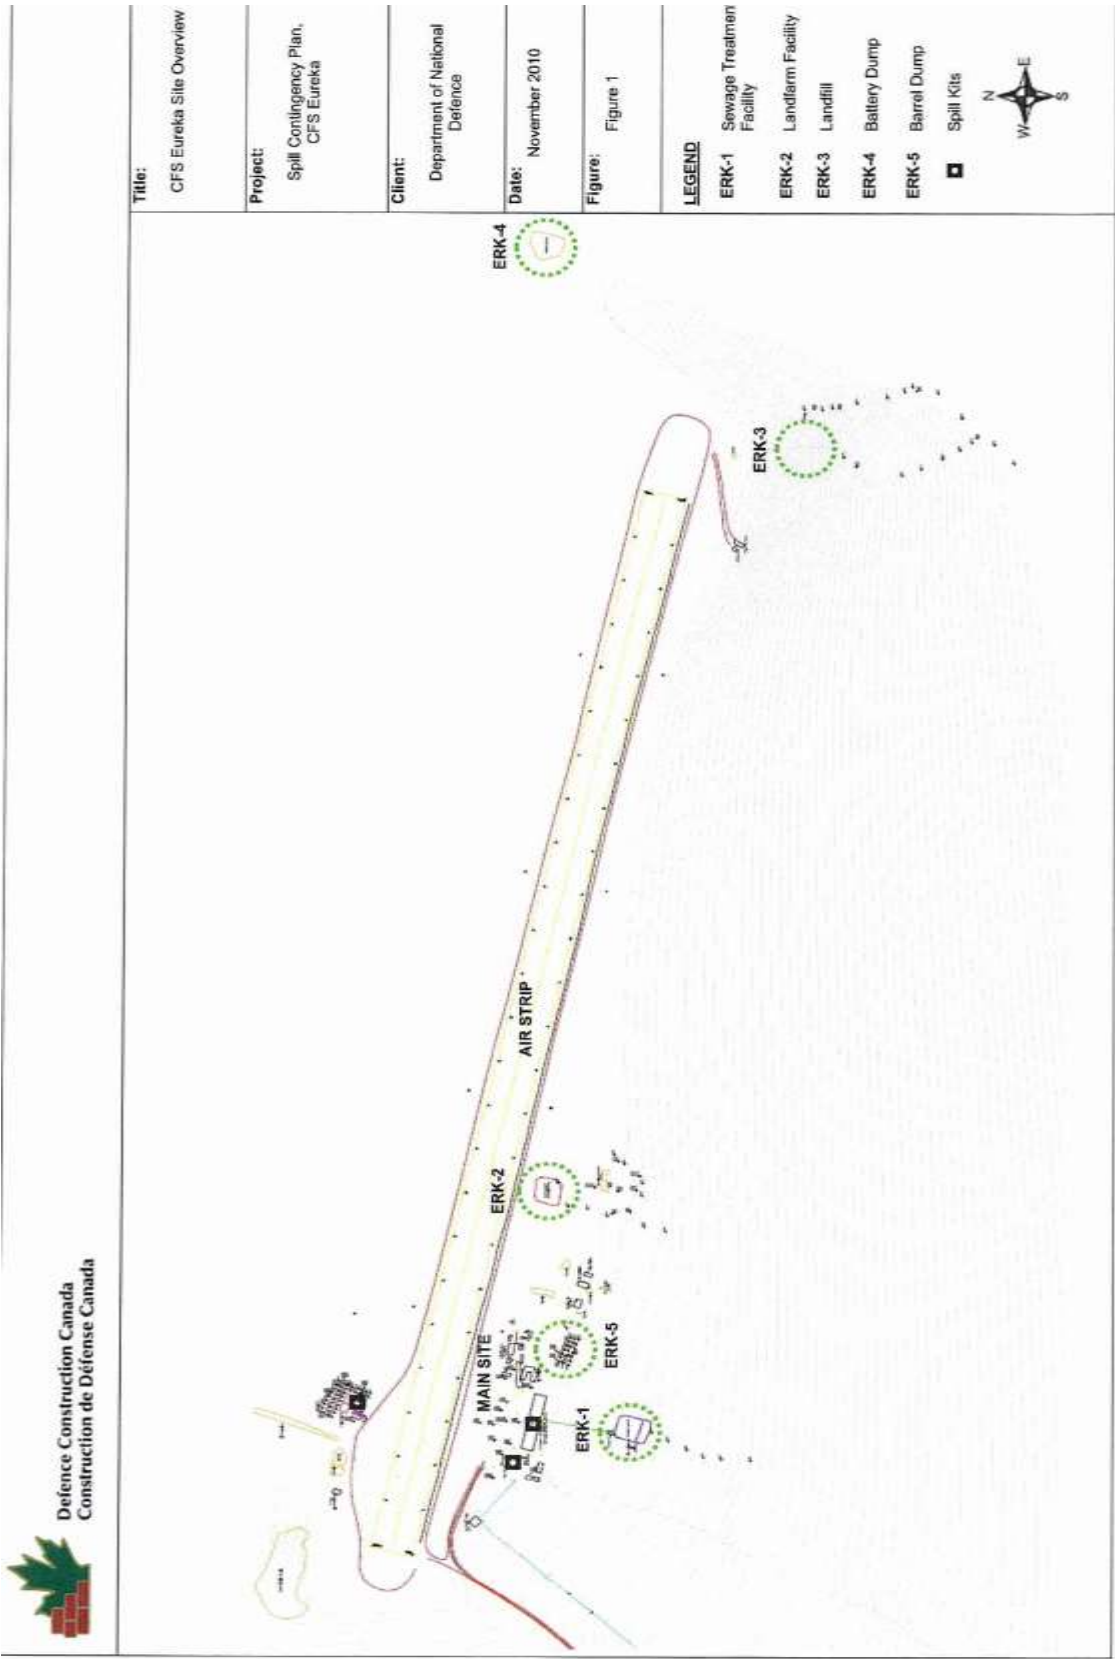 Defence Construction Canada
Construction de Défense Canada
Title:
CFS Eureka Site Overview
Project:
Spill Contingency Plan,
CFS Eureka
Client:
Department of National
Defence
Date:
November 2010
Figure:
Figure 1
LEGEND
ERK-1 Sewage Treatmen
Facility
ERK-2 Landfarm Facility
ERK-3 Landfill
ERK-4 Battery Dump
ERK-5 Barrel Dump
Spill Kits
N
W E
S
ERK-4
ERK-3
AIR STRIP
ERK-2
MAIN SITE
ERK-5
ERK-1